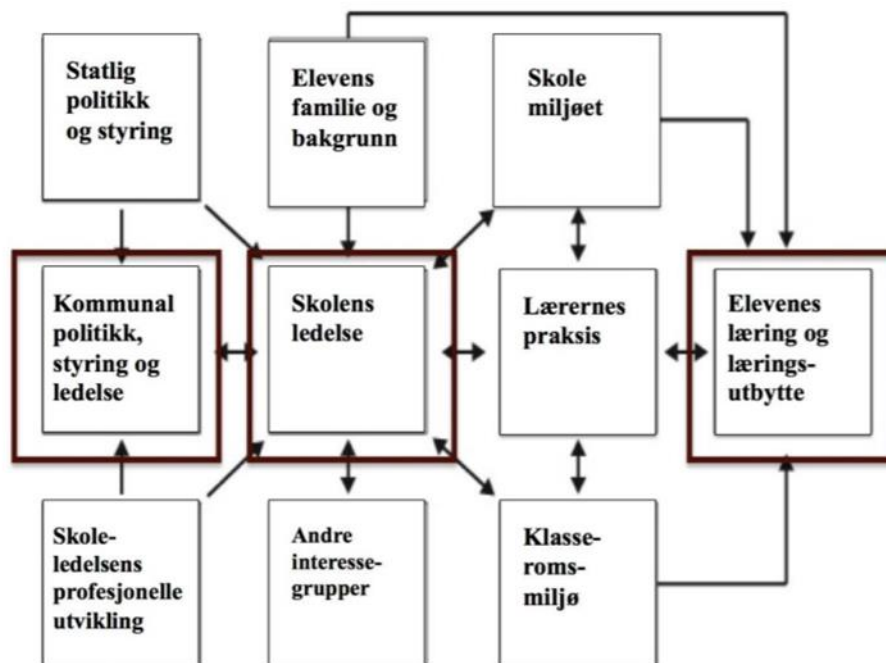 Statlig
politikk
og styring
Elevens
familie og
bakgrunn
Skole
miljøet
Kommunal
politikk,
styring og
ledelse
Skolens
ledelse
Lærernes
praksis
Elevenes
læring og
lærings-
utbytte
Skole-
ledelsens
profesjonelle
utvikling
Andre
interesse-
grupper
Klasse-
roms-
miljø